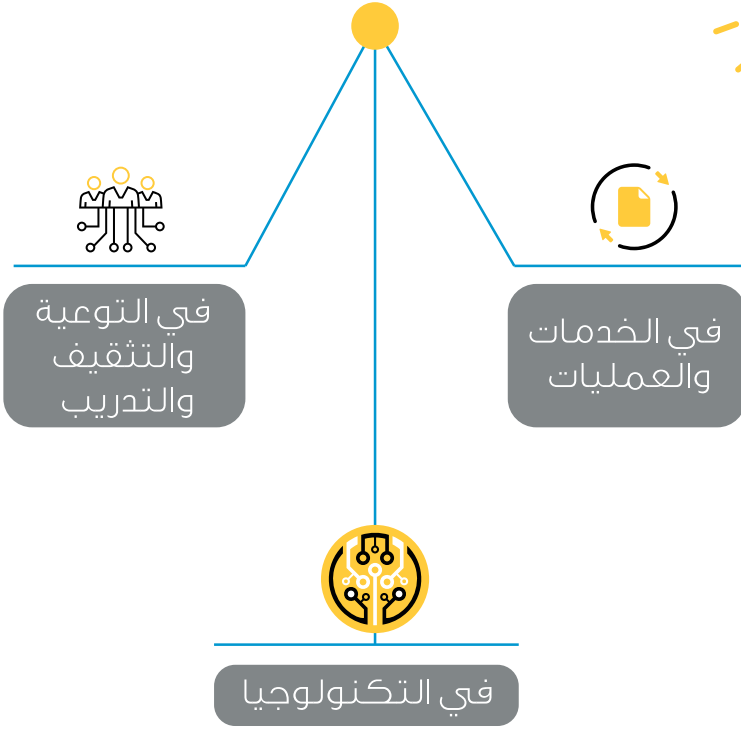 في الخدمات
والعمليات
في التوعية
والتثقيف
والتدريب
في التكنولوجيا